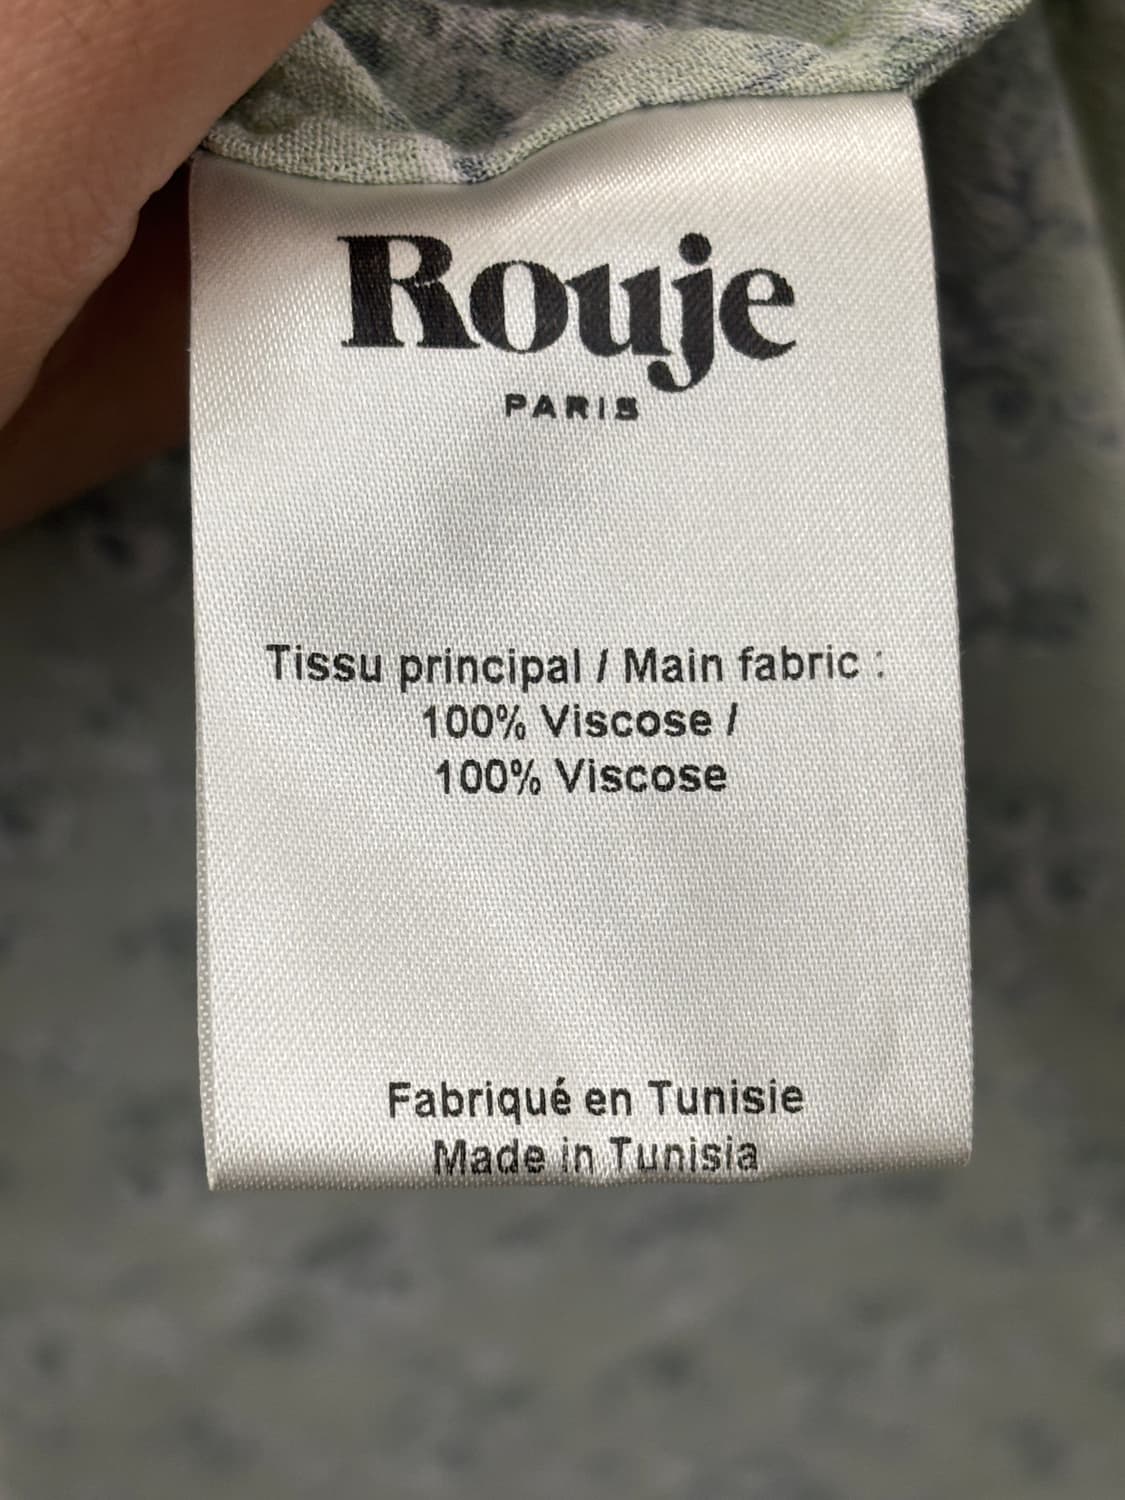 Rouje
PARIS
Tissu principal / Main fabric :
100% Viscose /
100% Viscose
Fabriqué en Tunisie
Made in Tunisia